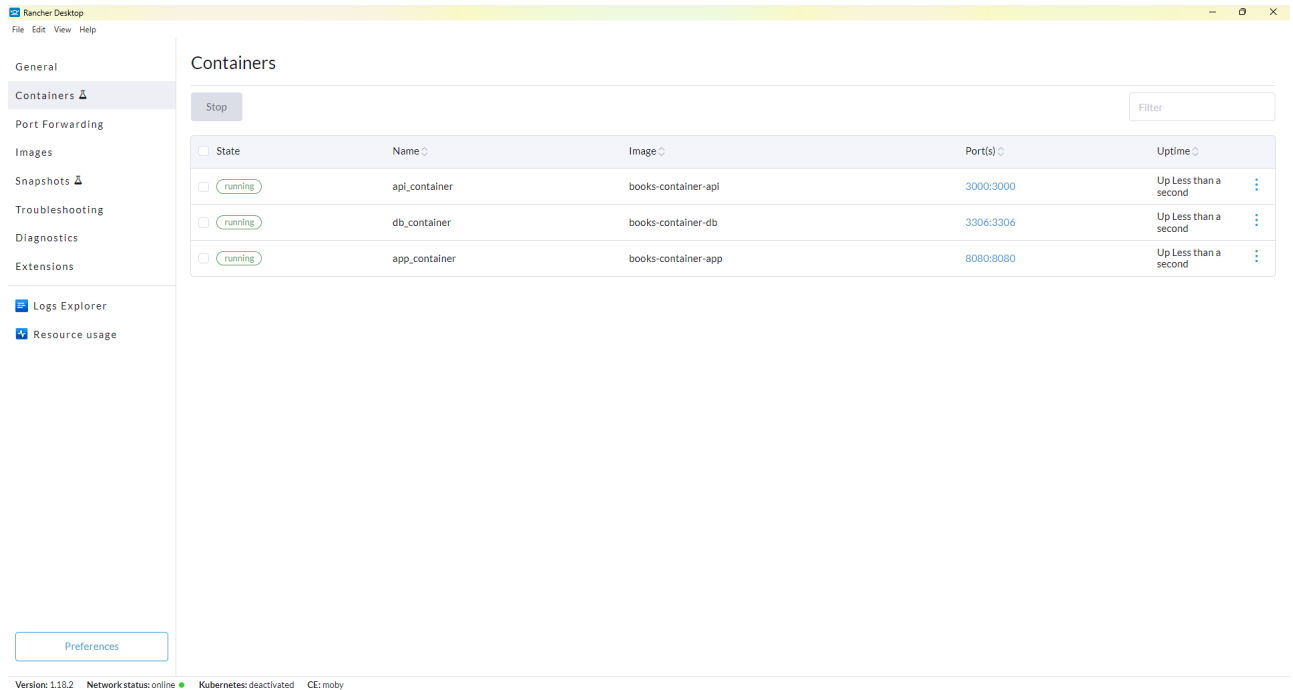 Rancher Desktop
File Edit View Help
General
Containers
Port Forwarding
Images
Snapshots
Troubleshooting
Diagnostics
Extensions
Logs Explorer
Resource usage
Preferences
Containers
Stop
Filter
State Name Image Port(s) Uptime
running api_container books-container-api 3000:3000 Up Less than a
second
running db_container books-container-db 3306:3306 Up Less than a
second
running app_container books-container-app 8080:8080 Up Less than a
second
Version: 1.18.2 Network status: online Kubernetes: deactivated CE: moby